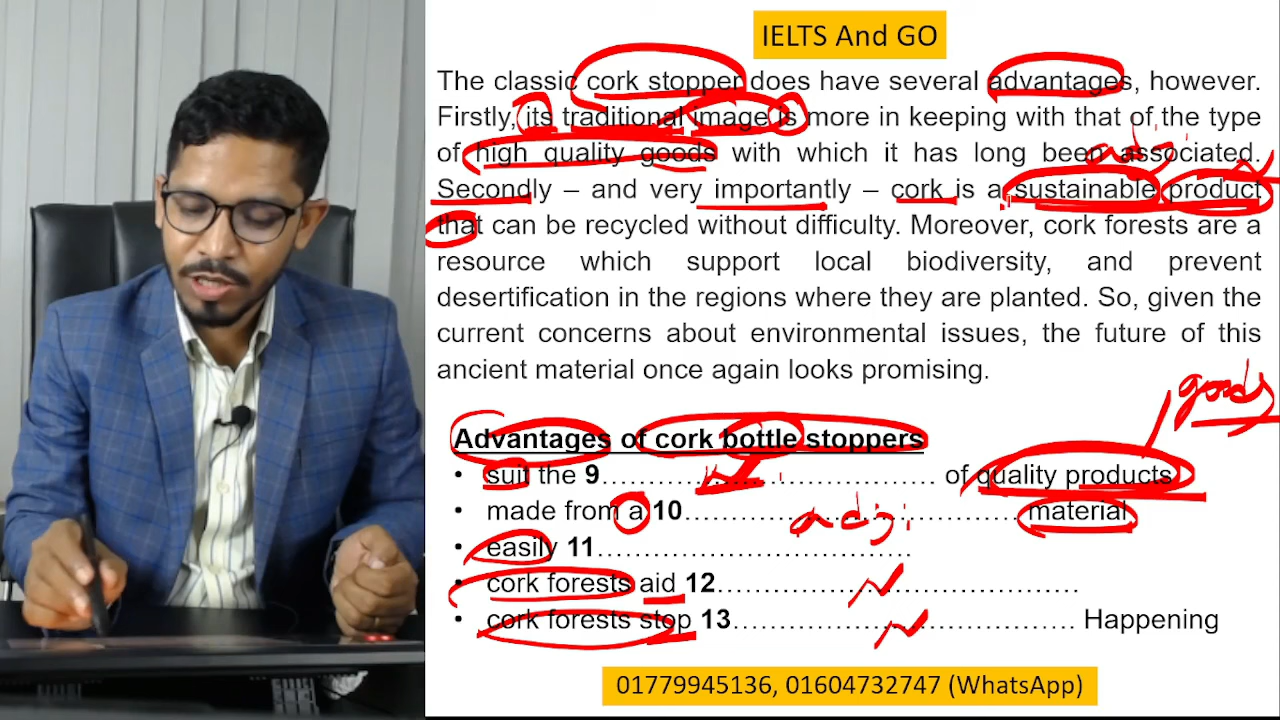 IELTS And GO
The classic cork stopper does have several advantages, however.
Firstly, its traditional image is more in keeping with that of the type
of high quality goods with which it has long been associated.
adj:
Secondly – and very importantly – cork is a sustainable product
that can be recycled without difficulty. Moreover, cork forests are a
resource which support local biodiversity, and prevent
desertification in the regions where they are planted. So, given the
current concerns about environmental issues, the future of this
ancient material once again looks promising.
goods
Advantages of cork bottle stoppers
• suit the 9.................................... of quality products
• made from a 10.................................... material
adj:
• easily 11....................................
• cork forests aid 12....................................
N
• cork forests stop 13.................................... Happening
N
01779945136, 01604732747 (WhatsApp)